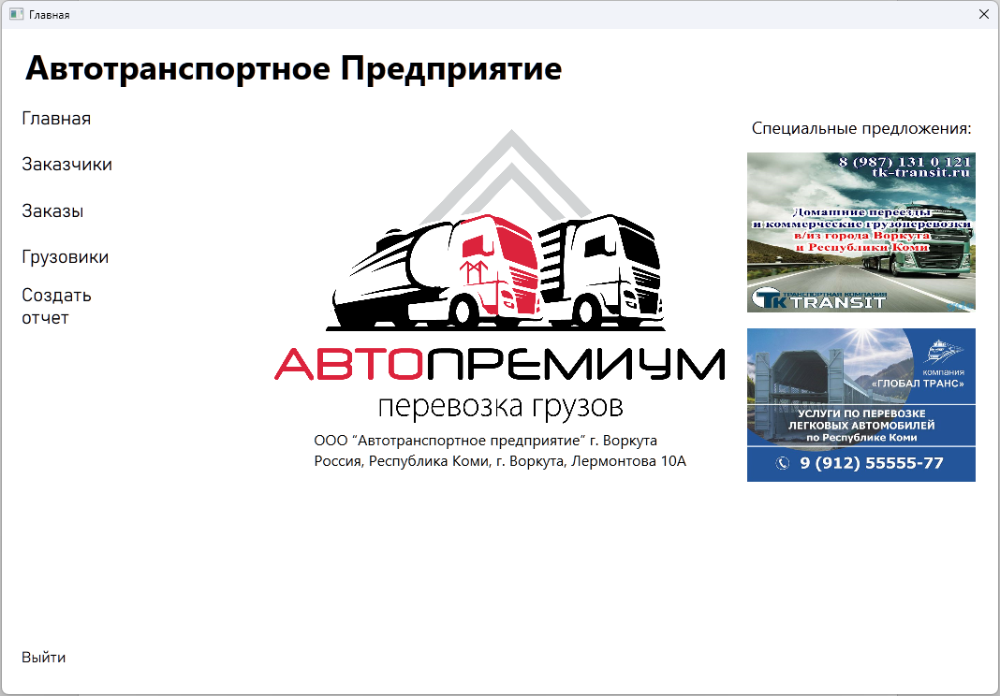 Главная
Автотранспортное Предприятие
Главная
Заказчики
Заказы
Грузовики
Создать
отчет
Выйти
АВТОПРЕМИУМ
перевозка грузов
ООО “Автотранспортное предприятие” г. Воркута
Россия, Республика Коми, г. Воркута, Лермонтова 10А
Специальные предложения:
8 (987) 131 0 121
tk-transit.ru
Домашние переезды
и коммерческие грузоперевозки
в/из города Воркута
и Республики Коми
ТРАНСПОРТНАЯ КОМПАНИЯ
TK TRANSIT
компания
«ГЛОБАЛ ТРАНС»
УСЛУГИ ПО ПЕРЕВОЗКЕ
ЛЕГКОВЫХ АВТОМОБИЛЕЙ
по Республике Коми
9 (912) 55555-77